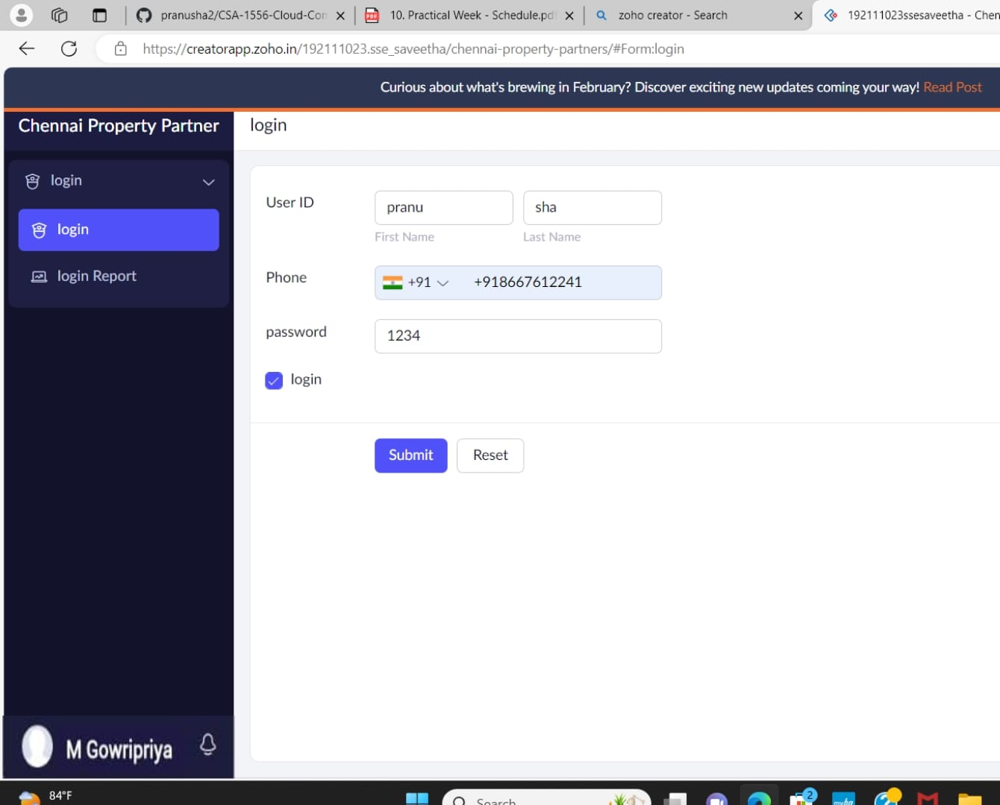 pranusha2/CSA-1556-Cloud-Con
10. Practical Week - Schedule.pdf
zoho creator - Search
192111023ssesaveetha - Chen
https://creatorapp.zoho.in/192111023.sse_saveetha/chennai-property-partners/#Form:login
Curious about what's brewing in February? Discover exciting new updates coming your way! Read Post
Chennai Property Partner
login
login
login
login Report
User ID
pranu
sha
First Name
Last Name
Phone
+91
+918667612241
password
1234
login
Submit
Reset
M Gowripriya
84°F
Search
2